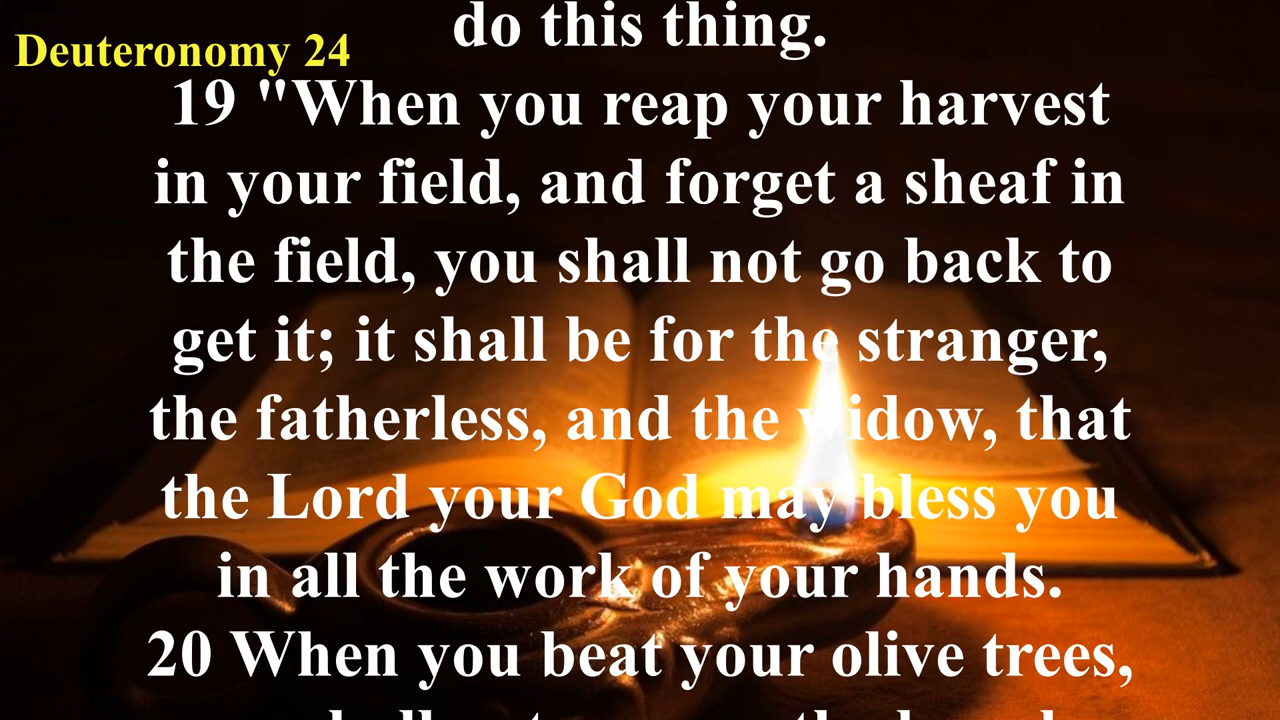 do this thing.
Deuteronomy 24
19 "When you reap your harvest
in your field, and forget a sheaf in
the field, you shall not go back to
get it; it shall be for the stranger,
the fatherless, and the widow, that
the Lord your God may bless you
in all the work of your hands.
20 When you beat your olive trees,